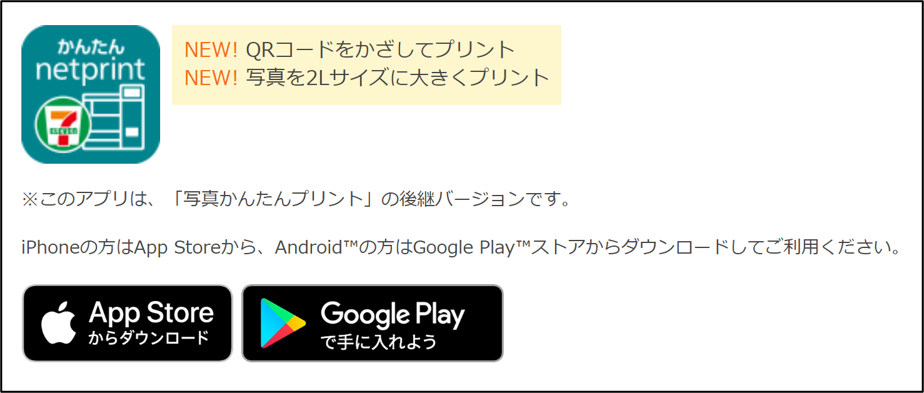 かんたん
netprint
7
ELEVEN
NEW! QRコードをかざしてプリント
NEW! 写真を2Lサイズに大きくプリント
※このアプリは、「写真かんたんプリント」の後継バージョンです。
iPhoneの方はApp Storeから、Android™の方はGoogle Play™ストアからダウンロードしてご利用ください。
App Store
からダウンロード
Google Play
で手に入れよう